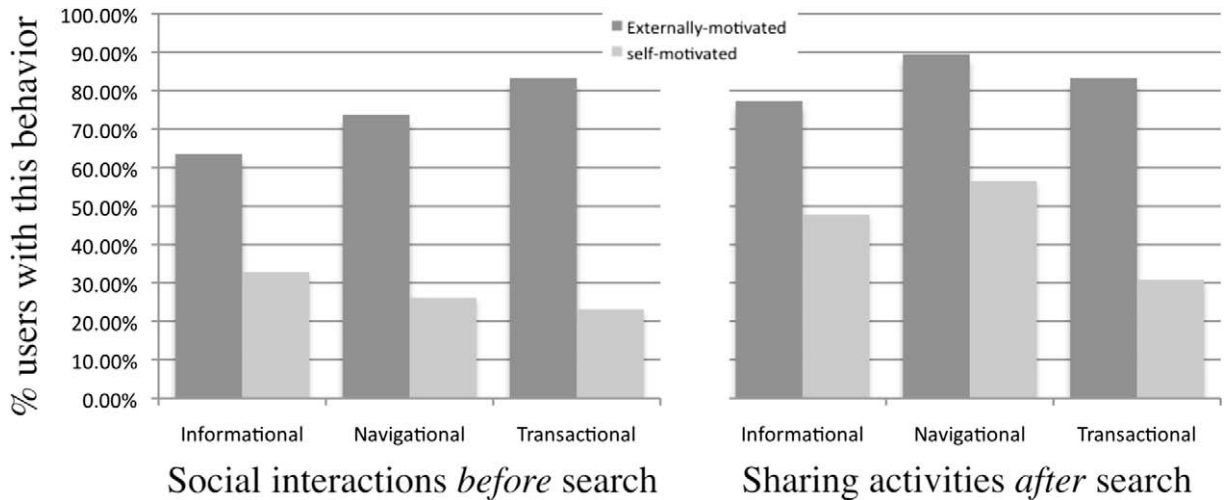 % users with this behavior
100.00%
90.00%
80.00%
70.00%
60.00%
50.00%
40.00%
30.00%
20.00%
10.00%
0.00%
Externally-motivated
self-motivated
Informational Navigational Transactional
Informational Navigational Transactional
Social interactions before search
Sharing activities after search